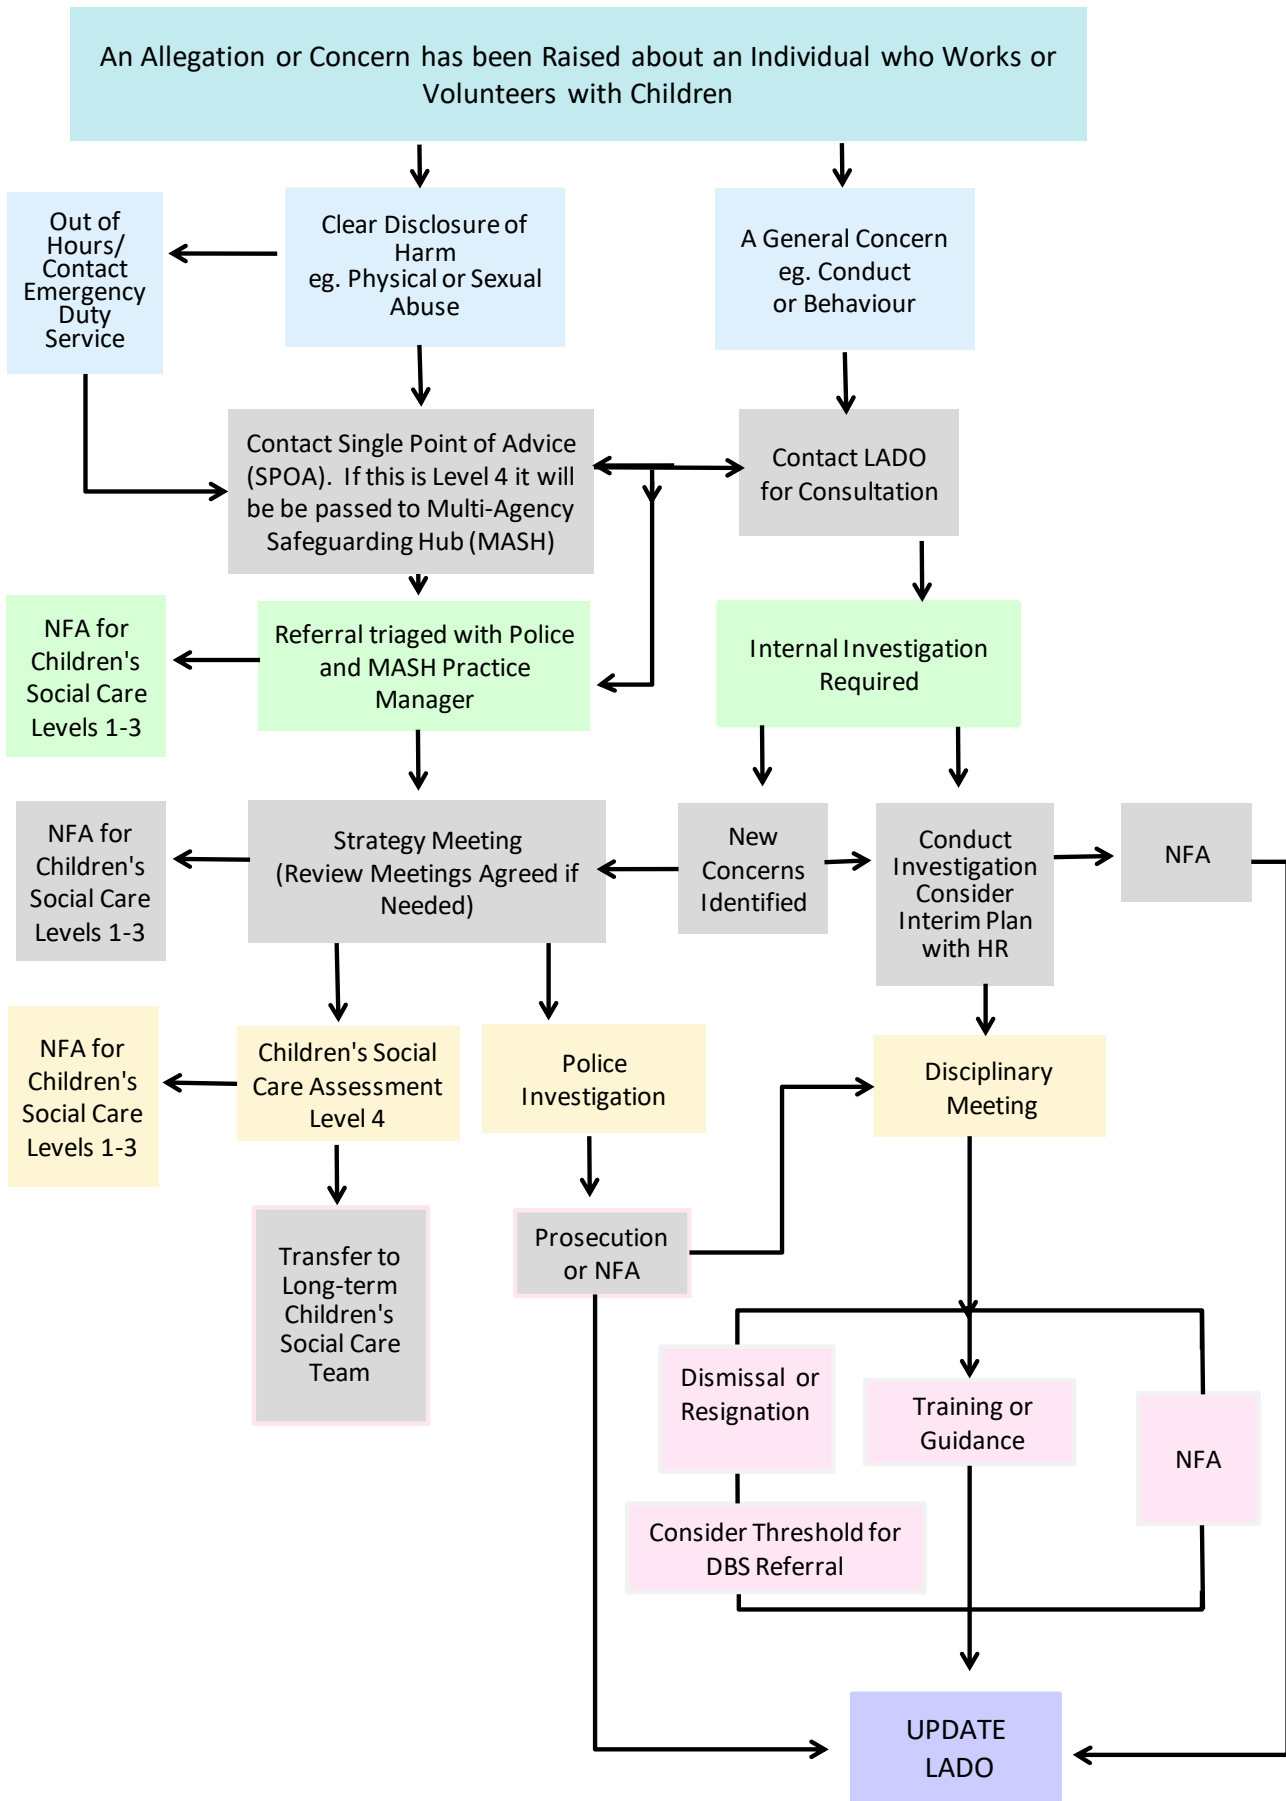 An Allegation or Concern has been Raised about an Individual who Works or
Volunteers with Children
Out of
Hours/
Contact
Emergency
Duty
Service
Clear Disclosure of
Harm
eg. Physical or Sexual
Abuse
A General Concern
eg. Conduct
or Behaviour
Contact Single Point of Advice
(SPOA). If this is Level 4 it will
be be passed to Multi-Agency
Safeguarding Hub (MASH)
Contact LADO
for Consultation
NFA for
Children's
Social Care
Levels 1-3
Referral triaged with Police
and MASH Practice
Manager
Internal Investigation
Required
NFA for
Children's
Social Care
Levels 1-3
Strategy Meeting
(Review Meetings Agreed if
Needed)
New
Concerns
Identified
Conduct
Investigation
Consider
Interim Plan
with HR
NFA
NFA for
Children's
Social Care
Levels 1-3
Children's Social
Care Assessment
Level 4
Police
Investigation
Disciplinary
Meeting
Transfer to
Long-term
Children's
Social Care
Team
Prosecution
or NFA
Dismissal or
Resignation
Training or
Guidance
NFA
Consider Threshold for
DBS Referral
UPDATE
LADO